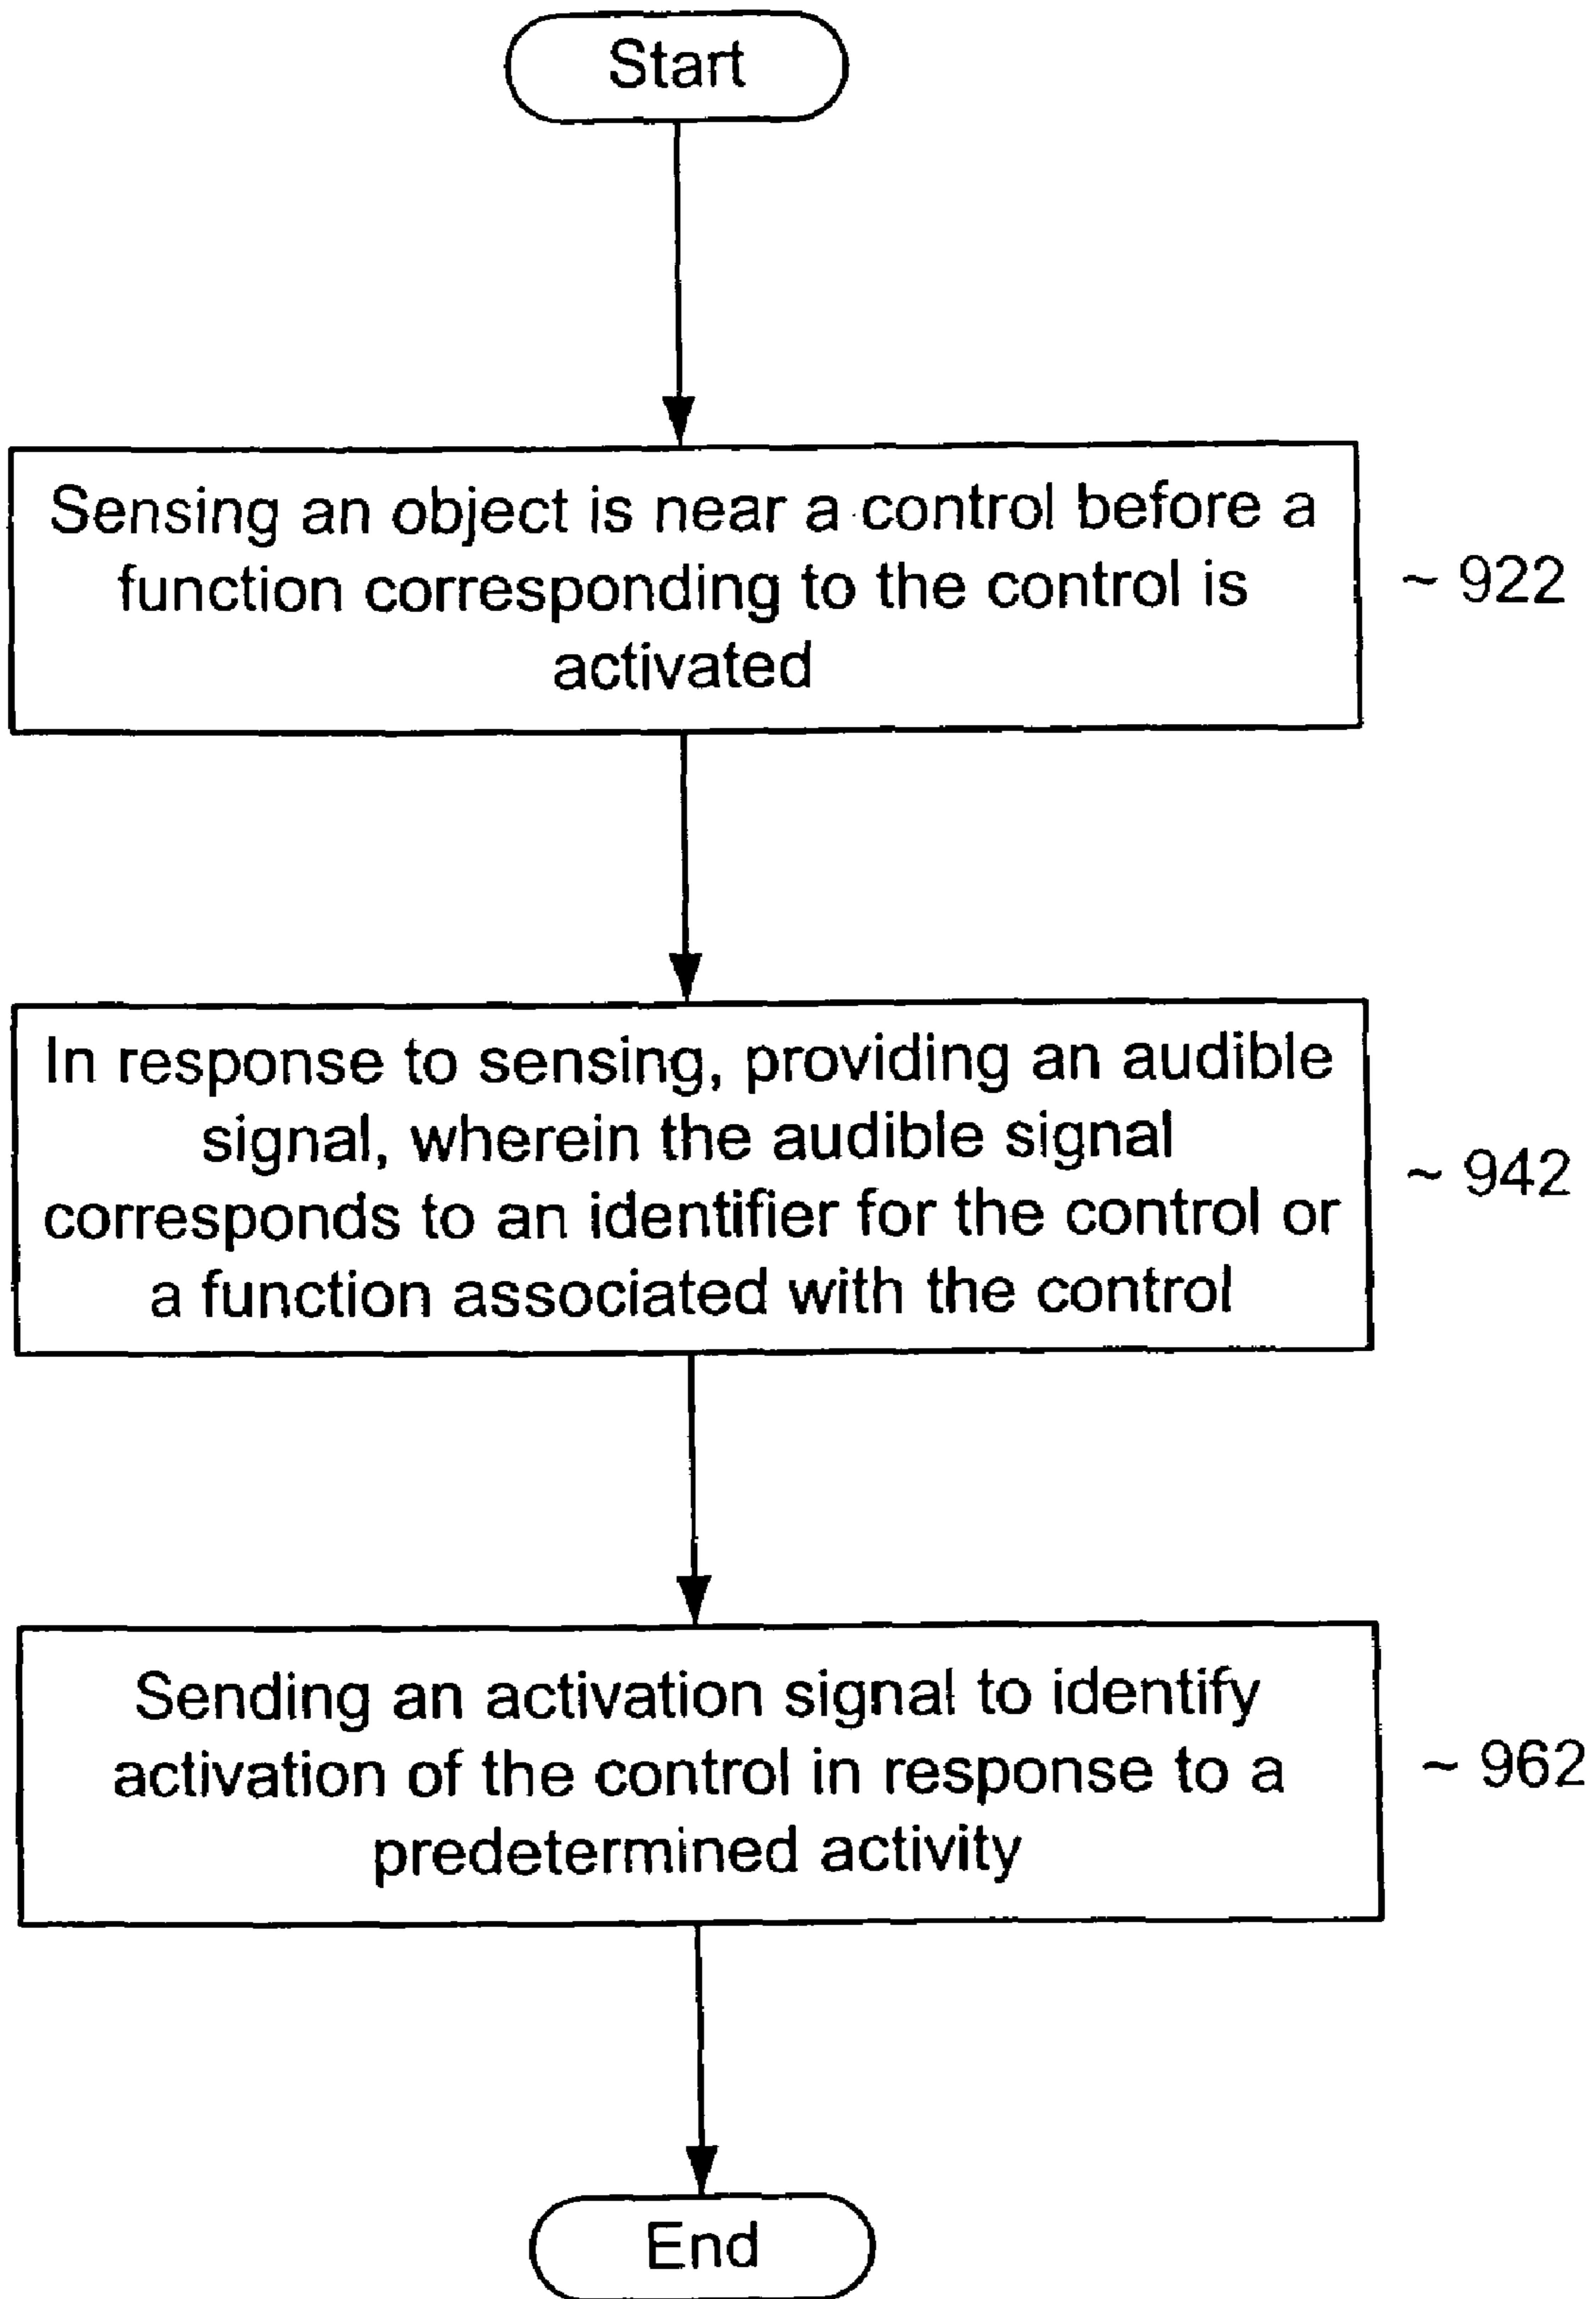 Start
Sensing an object is near a control before a
function corresponding to the control is
activated
~ 922
In response to sensing, providing an audible
signal, wherein the audible signal
corresponds to an identifier for the control or
a function associated with the control
~ 942
Sending an activation signal to identify
activation of the control in response to a
predetermined activity
~ 962
End